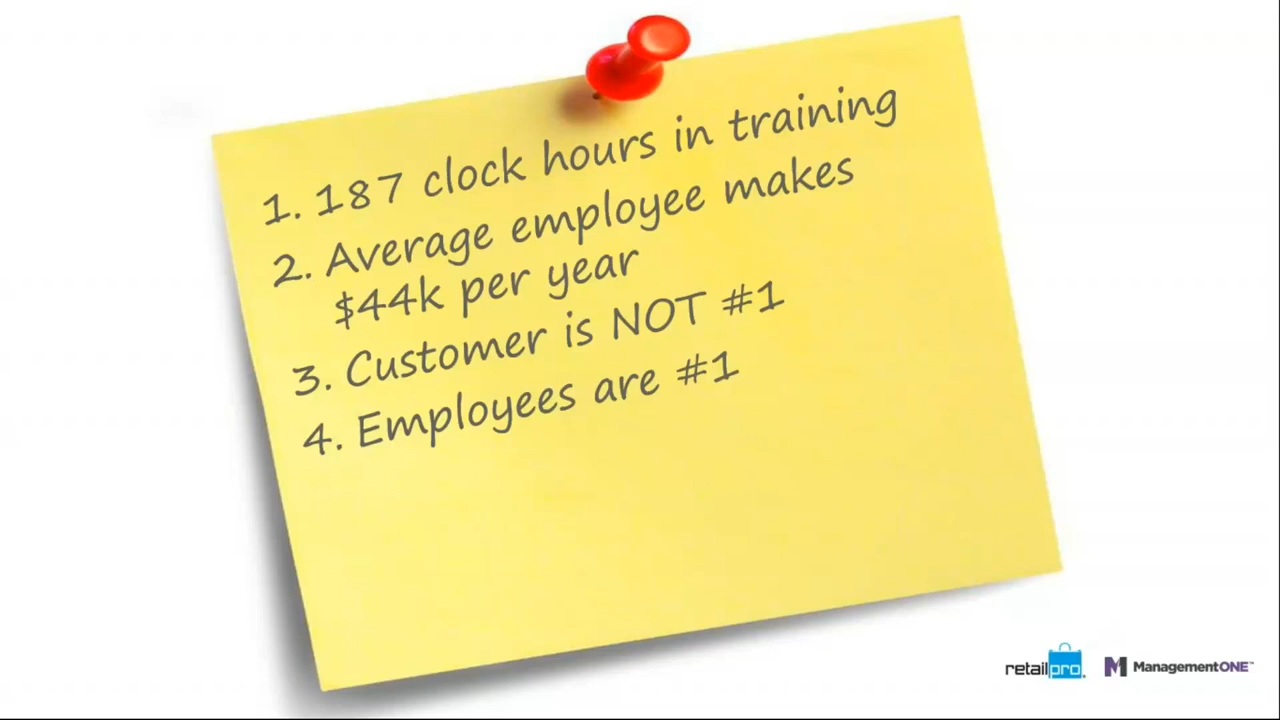 1. 187 clock hours in training
2. Average employee makes
$44k per year
3. Customer is NOT #1
4. Employees are #1
retailpro.
ManagementONE™